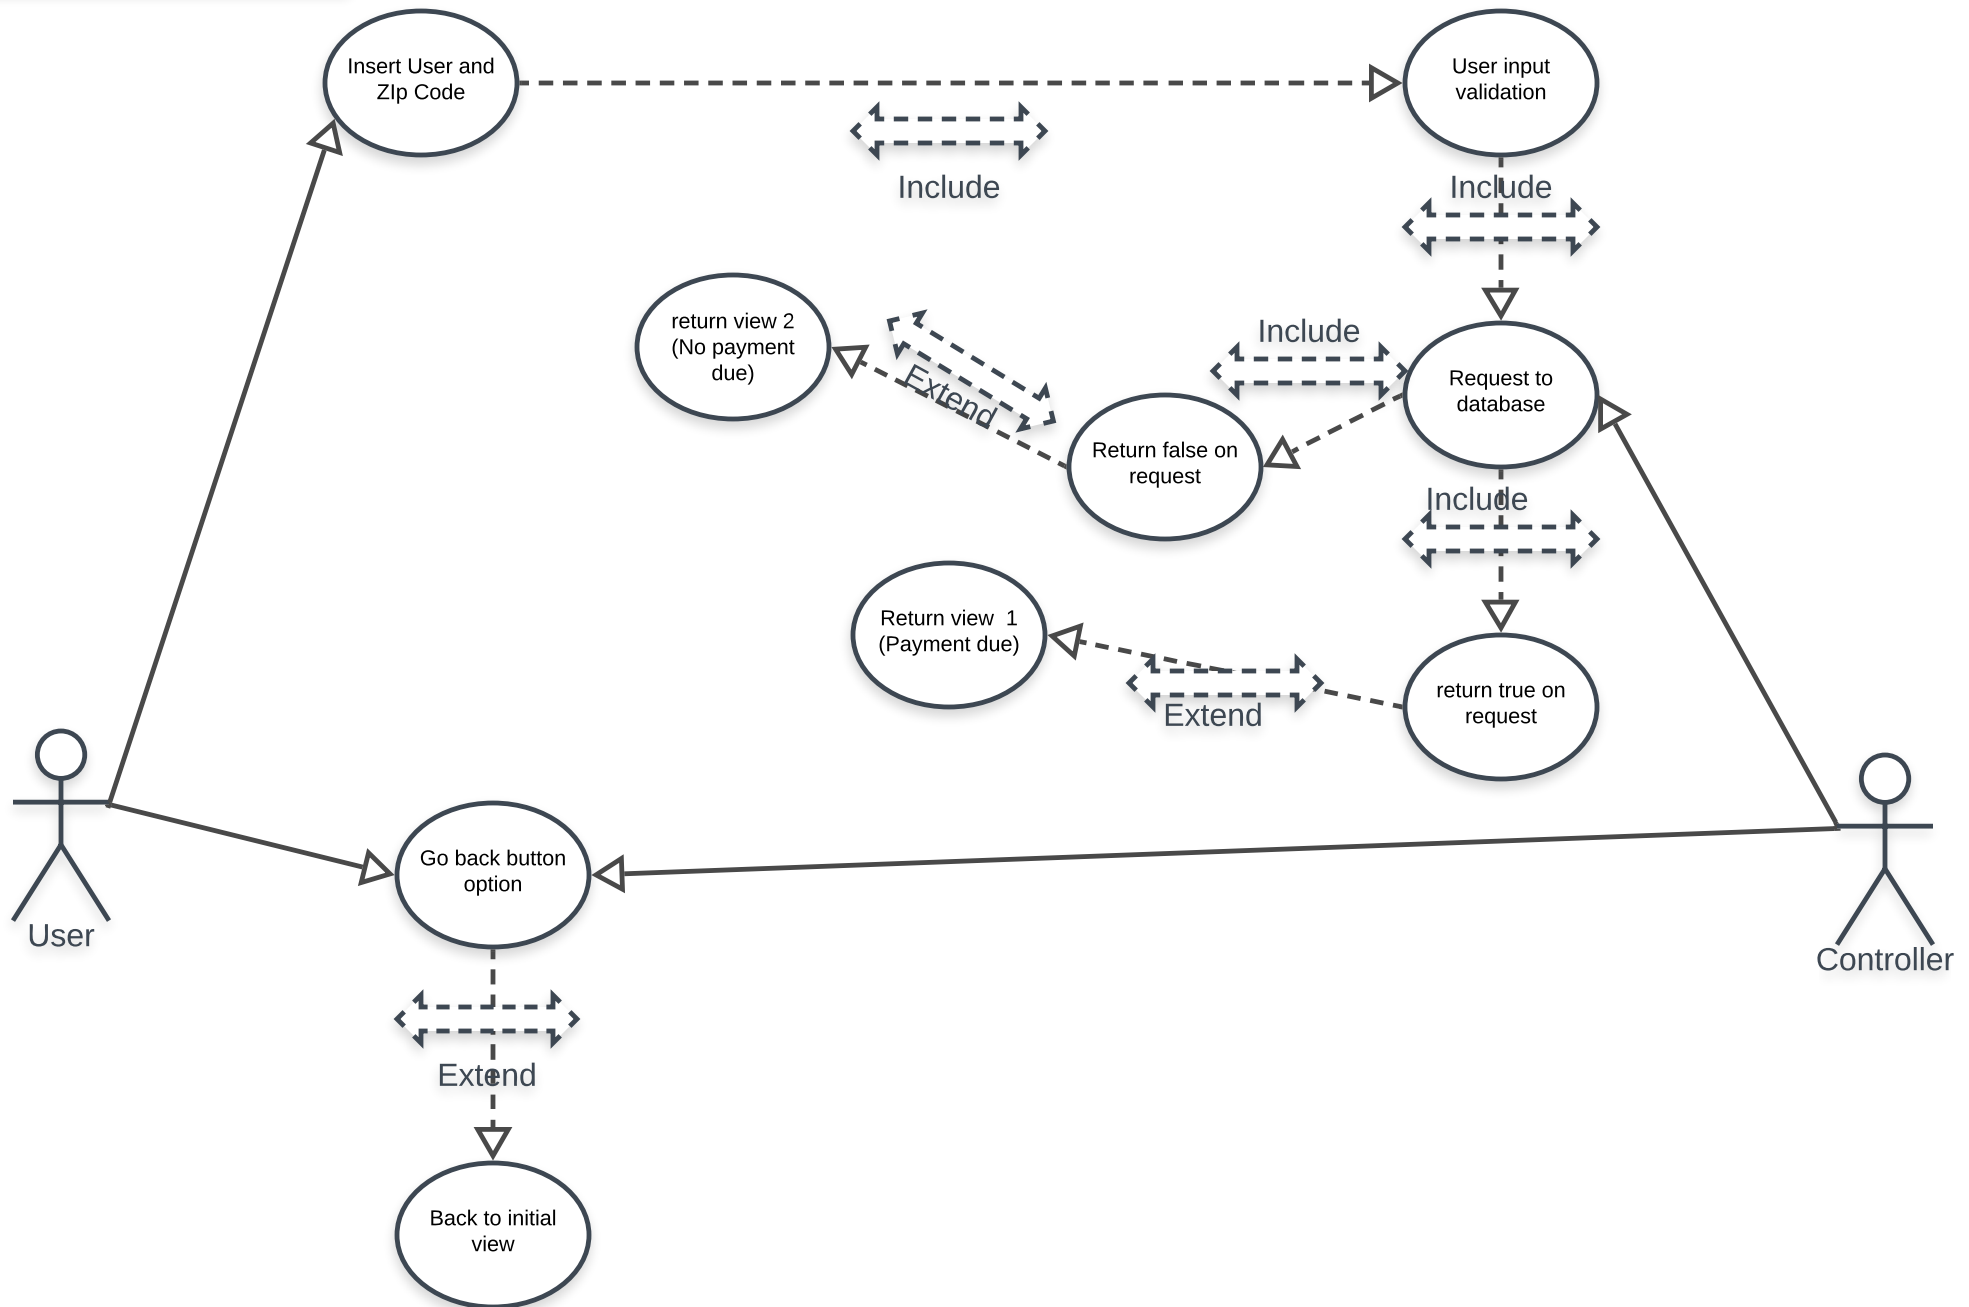 Insert User and
ZIp Code
User input
validation
Include
Include
return view 2
(No payment
due)
Extend
Include
Request to
database
Return false on
request
Include
Return view  1
(Payment due)
Extend
return true on
request
User
Go back button
option
Controller
Extend
Back to initial
view